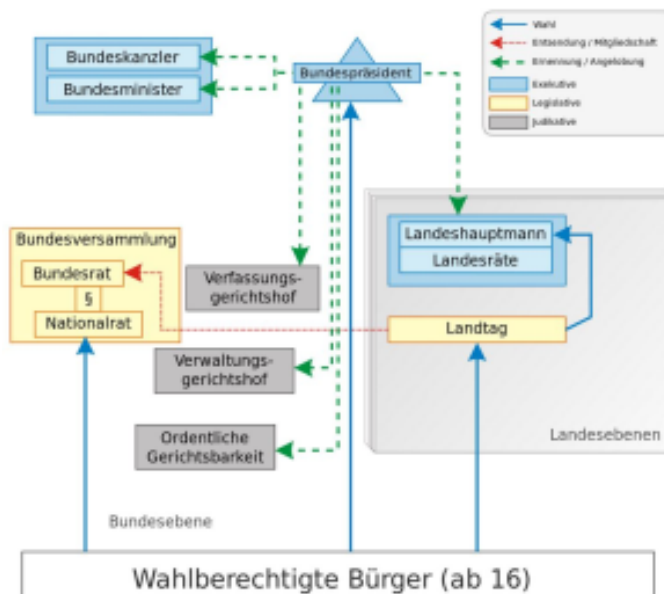 Bundeskanzler
Bundesminister
Bundespräsident
Wahl
Entsendung / Mitgliedschaft
Ernennung / Angelobung
Exekutive
Legislative
Judikative
Bundesversammlung
Bundesrat
§
Nationalrat
Verfassungs-
gerichtshof
Verwaltungs-
gerichtshof
Ordentliche
Gerichtsbarkeit
Landeshauptmann
Landesräte
Landtag
Landesebenen
Bundesebene
Wahlberechtigte Bürger (ab 16)